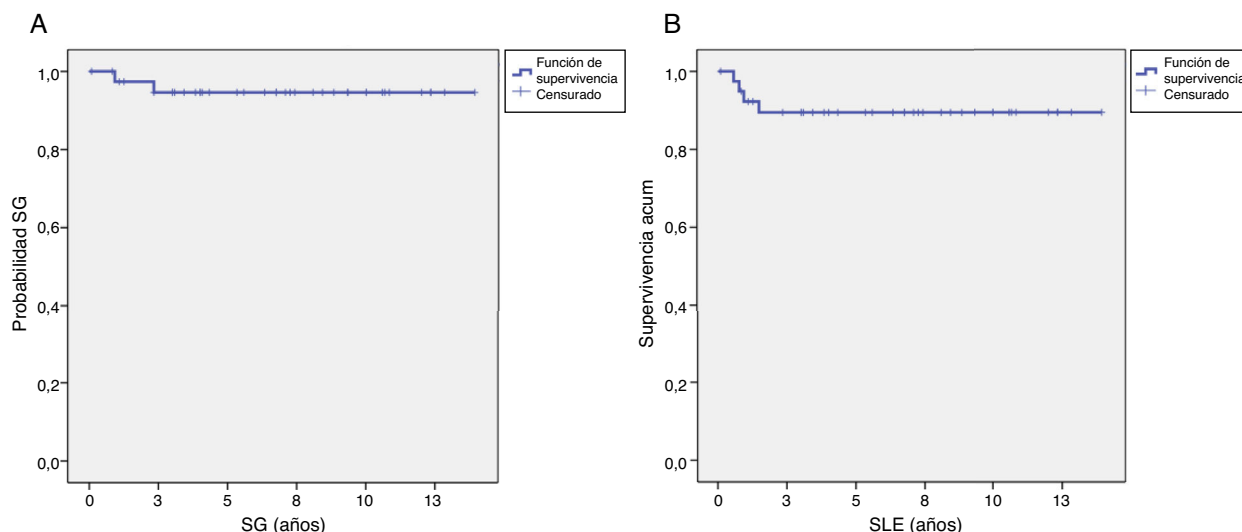 A
Probabilidad SG
1,0
0,8
0,6
0,4
0,2
0,0
0 3 5 8 10 13
SG (años)
Función de
supervivencia
Censurado
B
Supervivencia acum
1,0
0,8
0,6
0,4
0,2
0,0
0 3 5 8 10 13
SLE (años)
Función de
supervivencia
Censurado